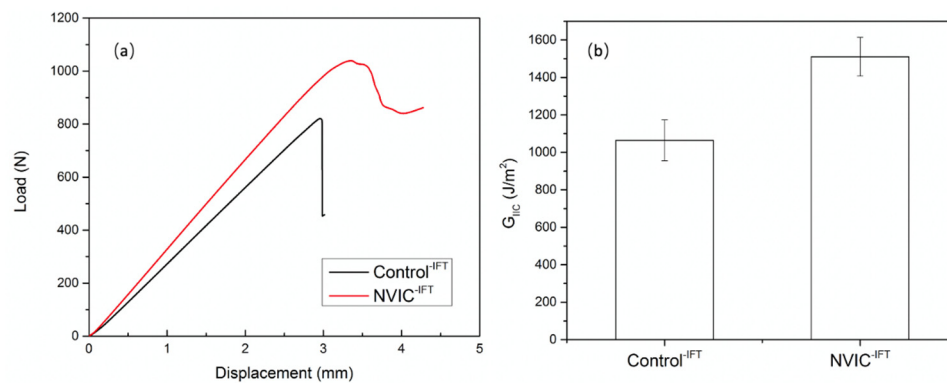 (a)
1200
1000
800
600
400
200
0
Load (N)
0 1 2 3 4 5
Displacement (mm)
Control-IFT
NVIC-IFT
(b)
1600
1400
1200
1000
800
600
400
200
0
GIIC (J/m²)
Control-IFT NVIC-IFT